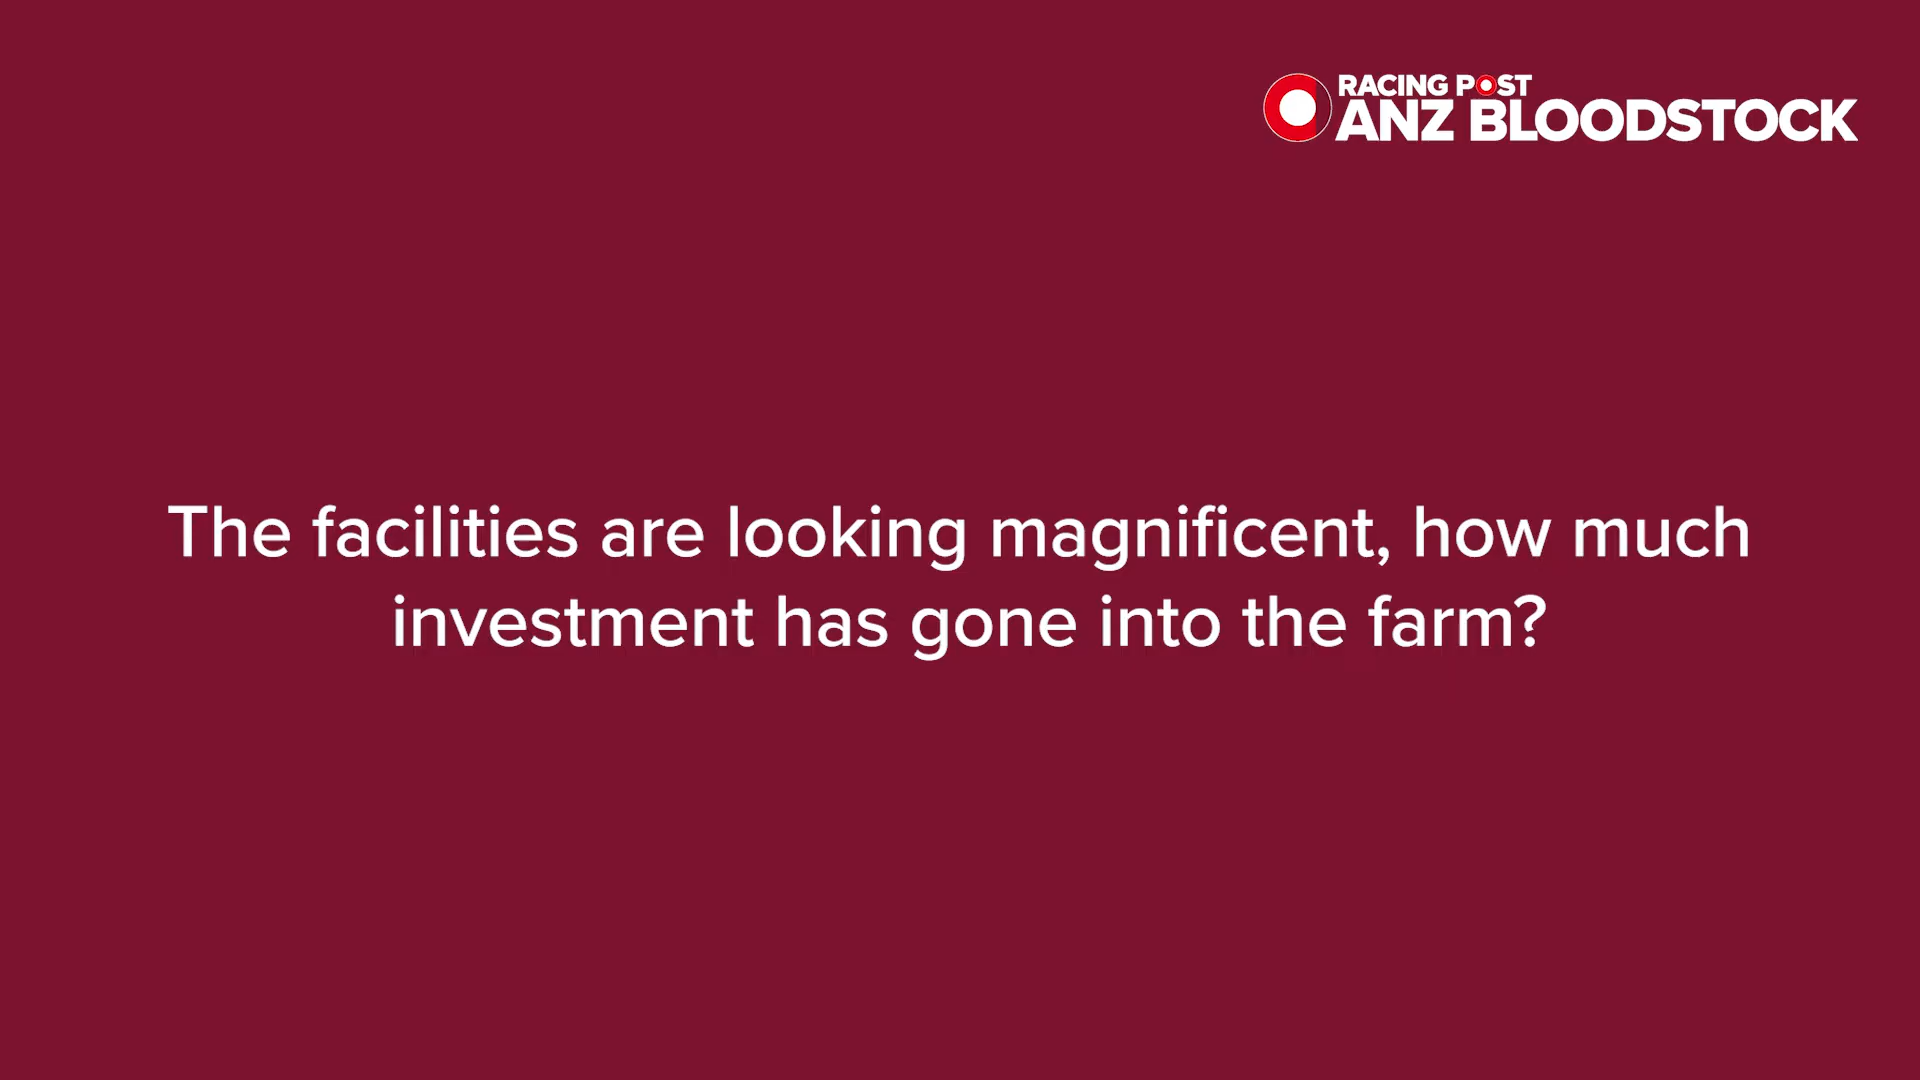 RACING POST
ANZ BLOODSTOCK
The facilities are looking magnificent, how much
investment has gone into the farm?